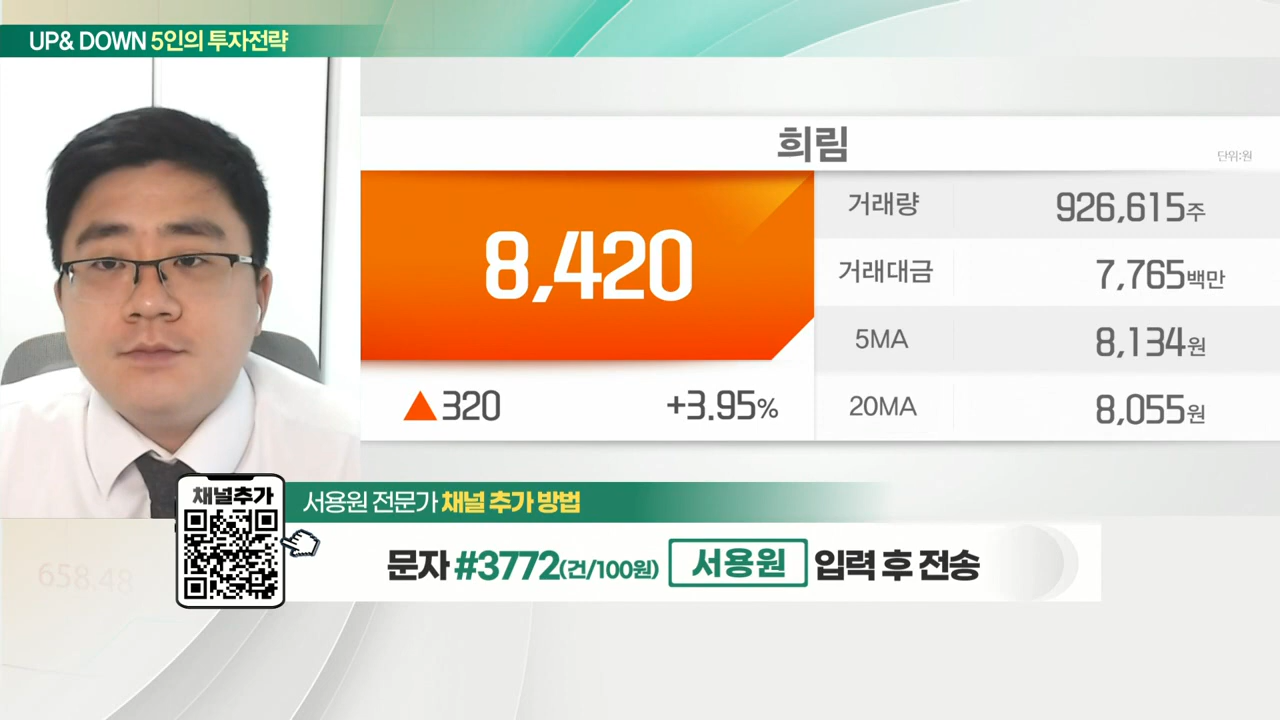 UP& DOWN 5인의 투자전략
희림
단위:원
8,420
▲320 +3.95%
거래량 926,615주
거래대금 7,765백만
5MA 8,134원
20MA 8,055원
채널추가
서용원 전문가 채널 추가 방법
문자 #3772(건/100원) 서용원 입력 후 전송
658.48